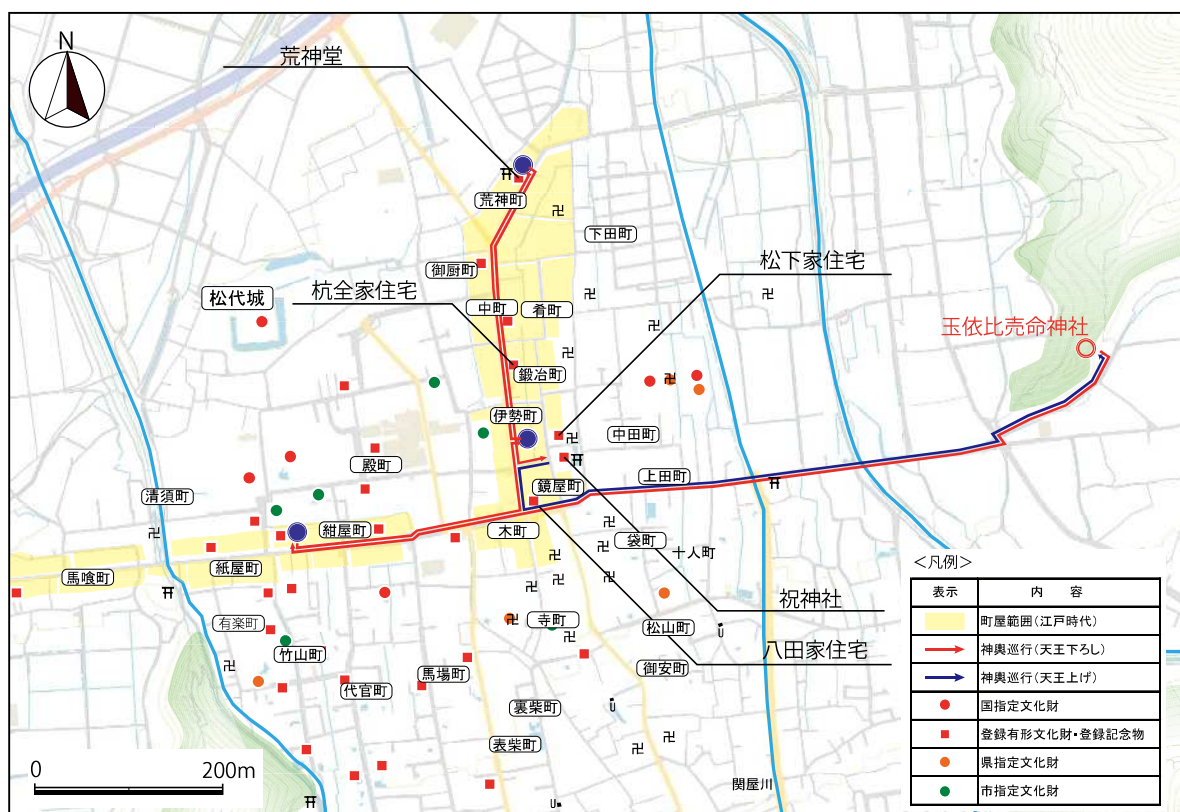 N
荒神堂
荒神町
下田町
松下家住宅
御厨町
杭全家住宅
松代城
中町
肴町
玉依比売命神社
鍛冶町
伊勢町
中田町
殿町
上田町
清須町
鏡屋町
紺屋町
木町
袋町
十人町
紙屋町
馬喰町
<凡例>
表示
内 容
町屋範囲(江戸時代)
神輿巡行(天王下ろし)
神輿巡行(天王上げ)
国指定文化財
登録有形文化財・登録記念物
県指定文化財
市指定文化財
祝神社
有楽町
寺町
松山町
竹山町
八田家住宅
馬場町
御安町
代官町
裏柴町
表柴町
0
200m
関屋川